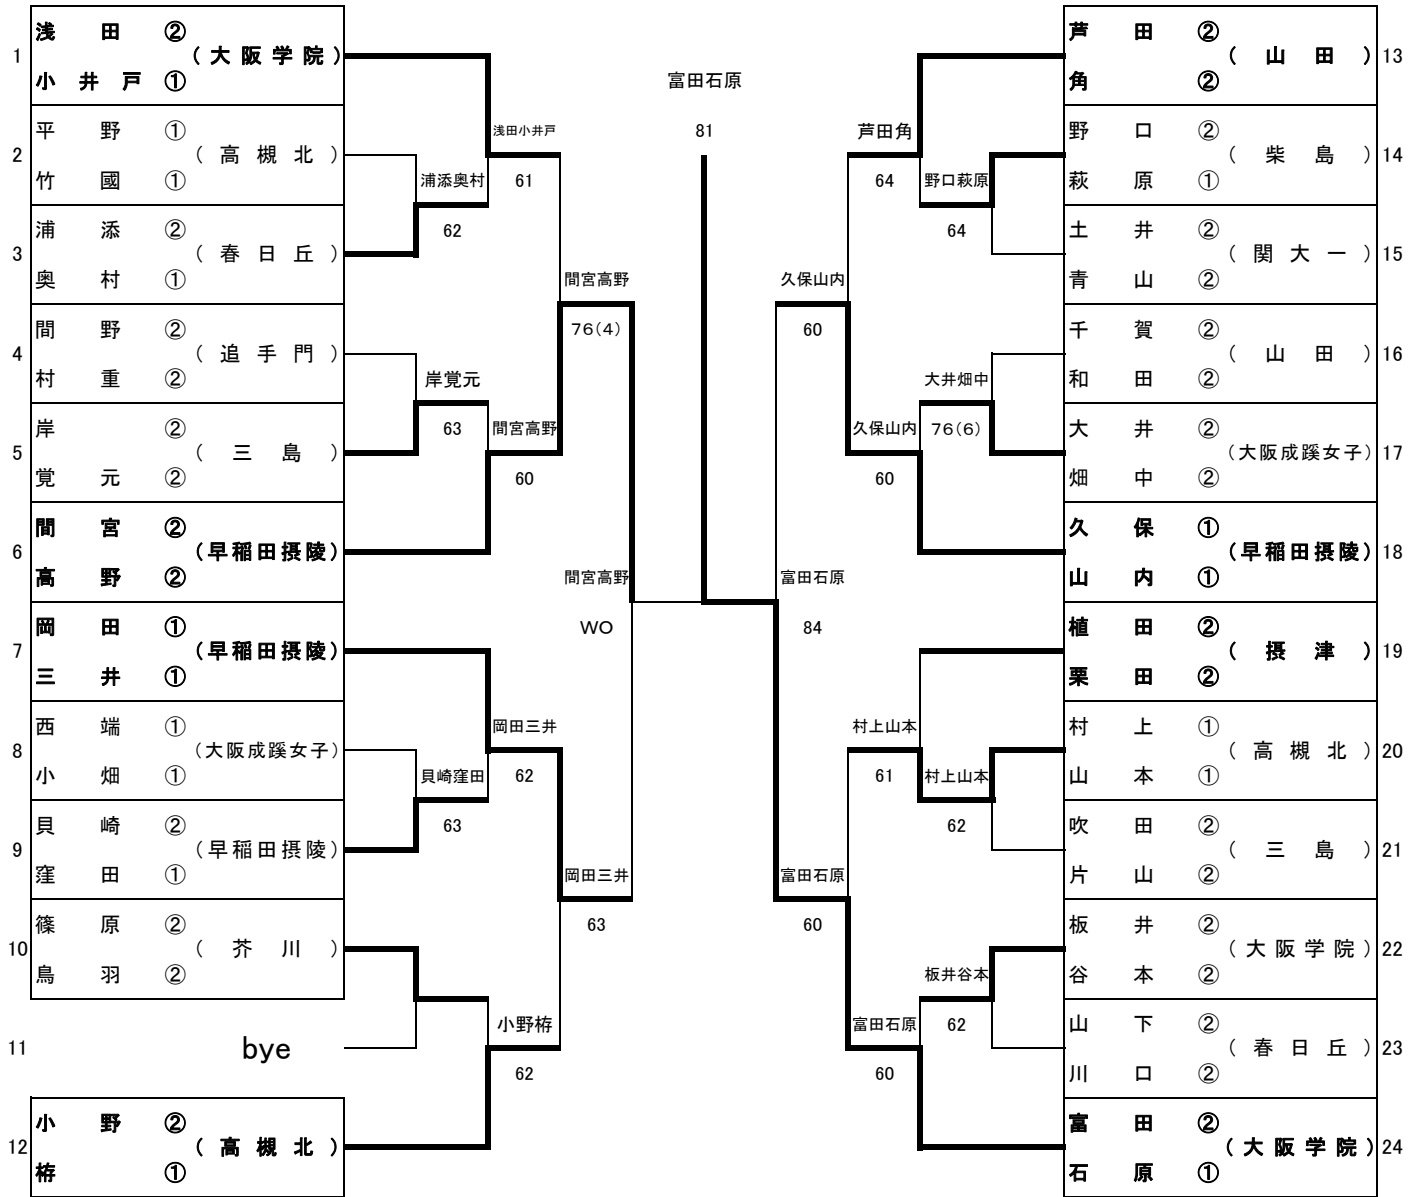 1 浅田② 小井戸① (大阪学院)
2 平野① 竹國① (高槻北)
3 浦添② 奥村① (春日丘)
4 間野② 村重② (追手門)
5 岸② 覚元② (三島)
6 間宮② 高野② (早稲田摂陵)
7 岡田① 三井① (早稲田摂陵)
8 西端① 小畑① (大阪成蹊女子)
9 貝崎② 窪田① (早稲田摂陵)
10 篠原② 鳥羽② (芥川)
11 bye
12 小野② 栫① (高槻北)
浦添奥村
62
岸覚元
63
貝崎窪田
63
浅田小井戸
61
間宮高野
60
岡田三井
62
小野栫
62
間宮高野
76(4)
岡田三井
63
間宮高野
WO
富田石原
81
富田石原
84
久保山内
60
富田石原
60
芦田角
64
久保山内
60
村上山本
61
富田石原
60
野口萩原
64
大井畑中
76(6)
村上山本
62
板井谷本
62
芦田② 角② (山田) 13
野口② 萩原① (柴島) 14
土井② 青山② (関大一) 15
千賀② 和田② (山田) 16
大井② 畑中② (大阪成蹊女子) 17
久保① 山内① (早稲田摂陵) 18
植田② 栗田② (摂津) 19
村上① 山本① (高槻北) 20
吹田② 片山② (三島) 21
板井② 谷本② (大阪学院) 22
山下② 川口② (春日丘) 23
富田② 石原① (大阪学院) 24